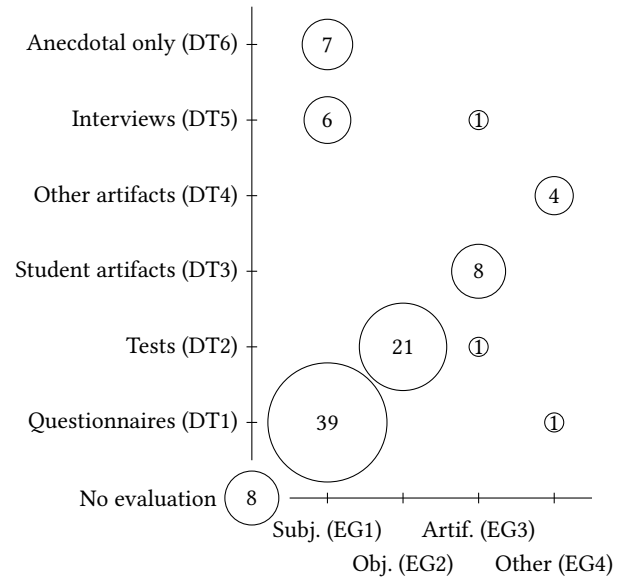 Anecdotal only (DT6) 7
Interviews (DT5) 6 1
Other artifacts (DT4) 4
Student artifacts (DT3) 8
Tests (DT2) 21 1
Questionnaires (DT1) 39 1
No evaluation 8
Subj. (EG1) Artif. (EG3)
Obj. (EG2) Other (EG4)